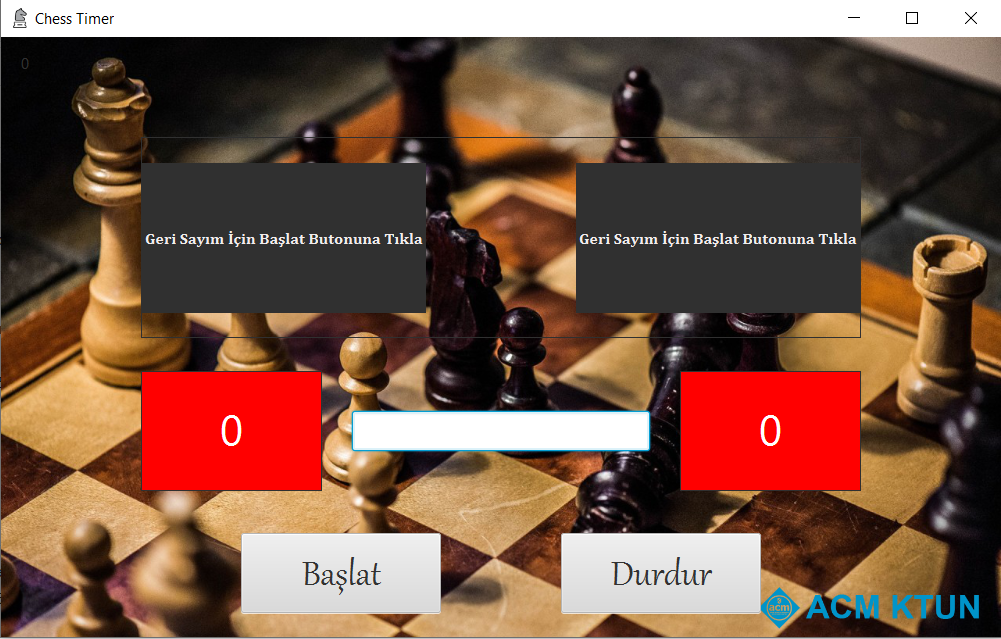 Chess Timer
0
Geri Sayım İçin Başlat Butonuna Tıkla
Geri Sayım İçin Başlat Butonuna Tıkla
0
0
Başlat
Durdur
acm
ACM KTUN